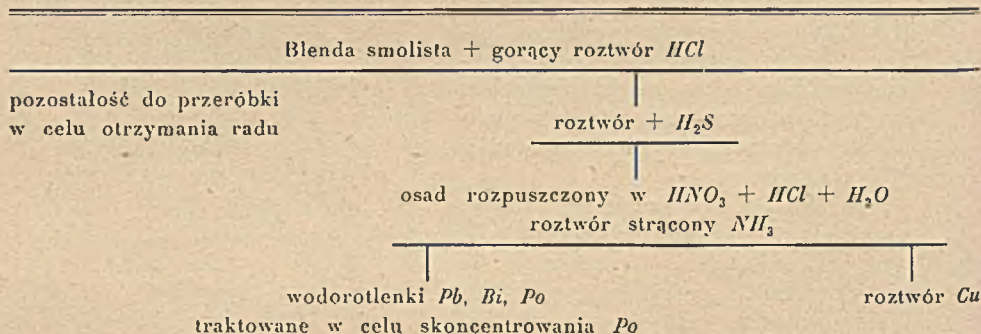 Blenda smolista + gorący roztwór HCl
pozostałość do przeróbki
w celu otrzymania radu
roztwór + H₂S
osad rozpuszczony w HNO₃ + HCl + H₂O
roztwór strącony NH₃
wodorotlenki Pb, Bi, Po
traktowane w celu skoncentrowania Po
roztwór Cu